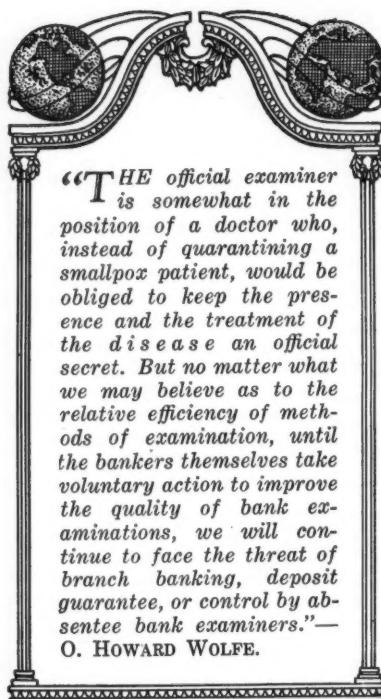 “THE official examiner
is somewhat in the
position of a doctor who,
instead of quarantining a
smallpox patient, would be
obliged to keep the pres-
ence and the treatment of
the disease an official
secret. But no matter what
we may believe as to the
relative efficiency of meth-
ods of examination, until
the bankers themselves take
voluntary action to improve
the quality of bank ex-
aminations, we will con-
tinue to face the threat of
branch banking, deposit
guarantee, or control by ab-
sentee bank examiners.”—
O. HOWARD WOLFE.